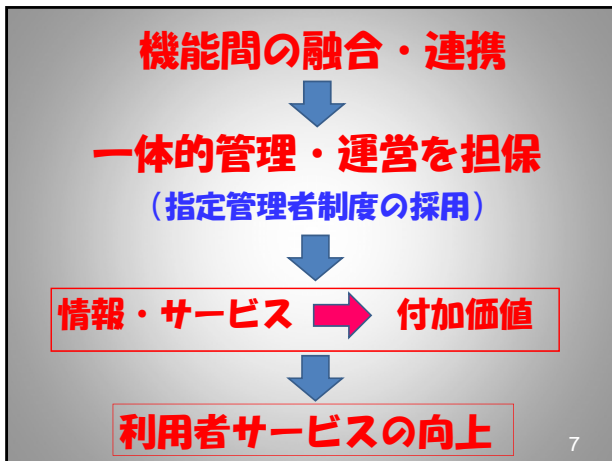 機能間の融合・連携
一体的管理・運営を担保
（指定管理者制度の採用）
情報・サービス 付加価値
利用者サービスの向上
7